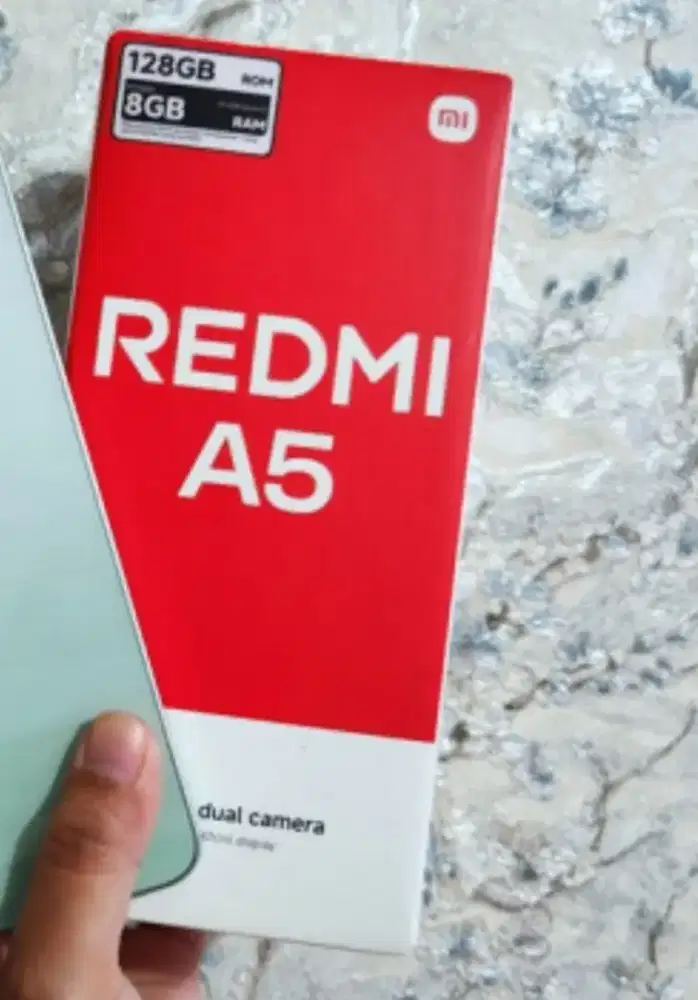 128GB ROM
8GB
RAM
mi
REDMI
A5
dual camera